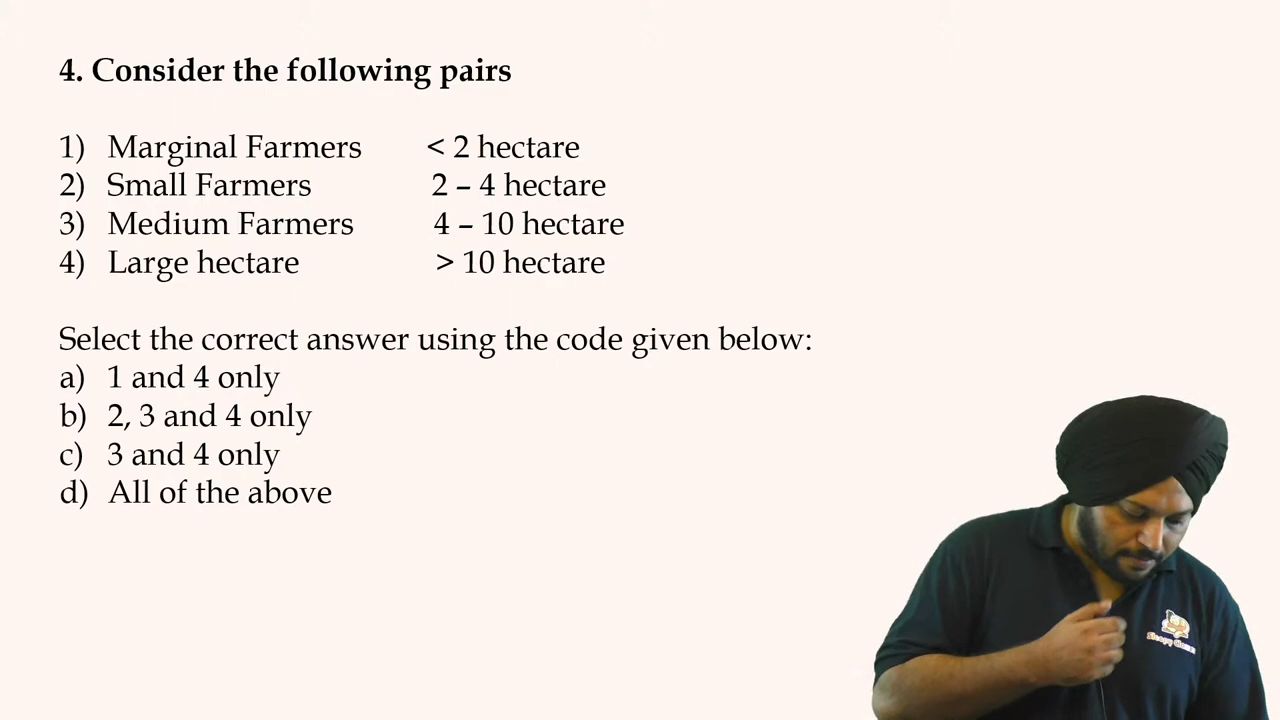 4. Consider the following pairs
1) Marginal Farmers < 2 hectare
2) Small Farmers 2 – 4 hectare
3) Medium Farmers 4 – 10 hectare
4) Large hectare > 10 hectare
Select the correct answer using the code given below:
a) 1 and 4 only
b) 2, 3 and 4 only
c) 3 and 4 only
d) All of the above